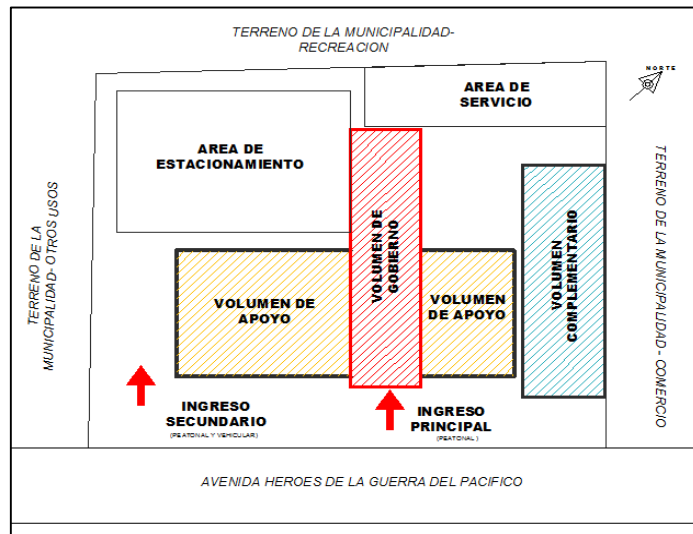 TERRENO DE LA MUNICIPALIDAD-
RECREACION
NORTE
AREA DE
SERVICIO
AREA DE
ESTACIONAMIENTO
TERRENO DE LA
MUNICIPALIDAD- OTROS USOS
VOLUMEN DE
GOBIERNO
VOLUMEN
COMPLEMENTARIO
TERRENO DE LA MUNICIPALIDAD - COMERCIO
VOLUMEN DE
APOYO
VOLUMEN
DE APOYO
INGRESO
SECUNDARIO
(PEATONAL Y VEHICULAR)
INGRESO
PRINCIPAL
(PEATONAL )
AVENIDA HEROES DE LA GUERRA DEL PACIFICO